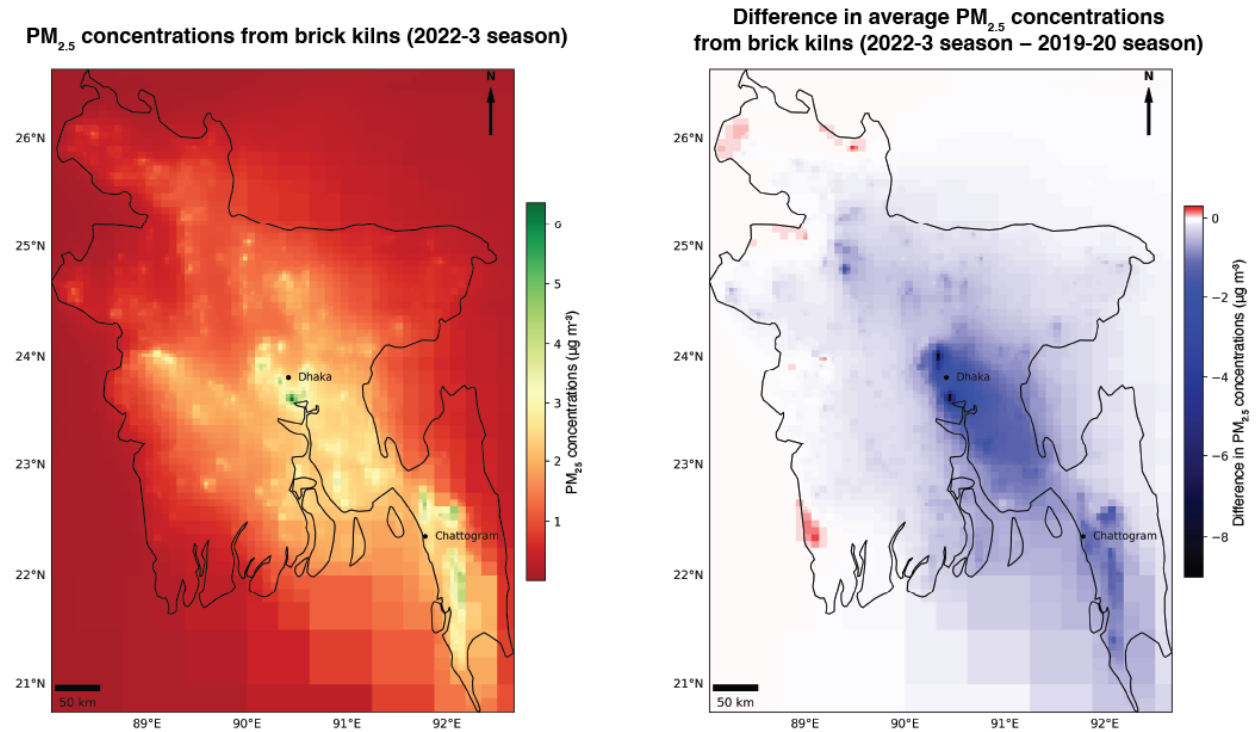 PM2.5 concentrations from brick kilns (2022-3 season)
N
26°N
25°N
24°N
23°N
22°N
21°N
Dhaka
Chattogram
50 km
89°E 90°E 91°E 92°E
6
5
4
3
2
1
PM2.5 concentrations (µg m-3)
Difference in average PM2.5 concentrations
from brick kilns (2022-3 season – 2019-20 season)
N
26°N
25°N
24°N
23°N
22°N
21°N
Dhaka
Chattogram
50 km
89°E 90°E 91°E 92°E
0
−2
−4
−6
−8
Difference in PM2.5 concentrations (µg m-3)